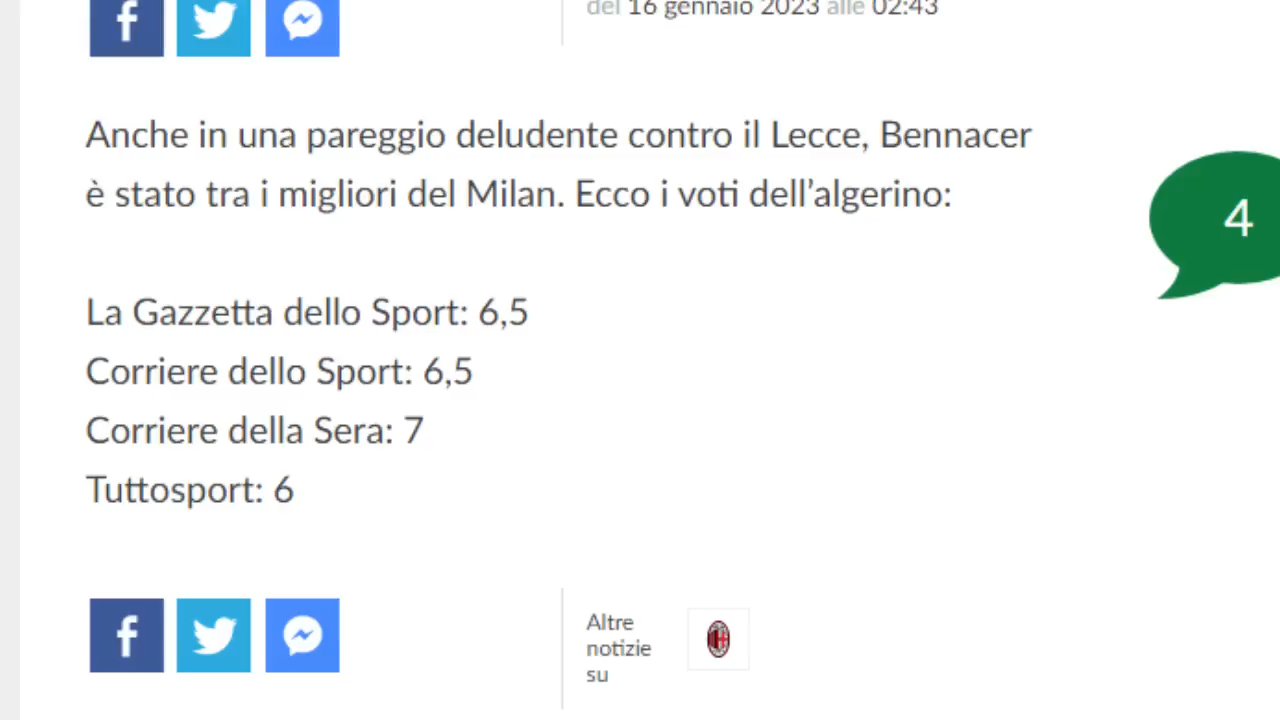 del 16 gennaio 2023 alle 02:43
Anche in una pareggio deludente contro il Lecce, Bennacer
è stato tra i migliori del Milan. Ecco i voti dell’algerino:
4
La Gazzetta dello Sport: 6,5
Corriere dello Sport: 6,5
Corriere della Sera: 7
Tuttosport: 6
Altre
notizie
su